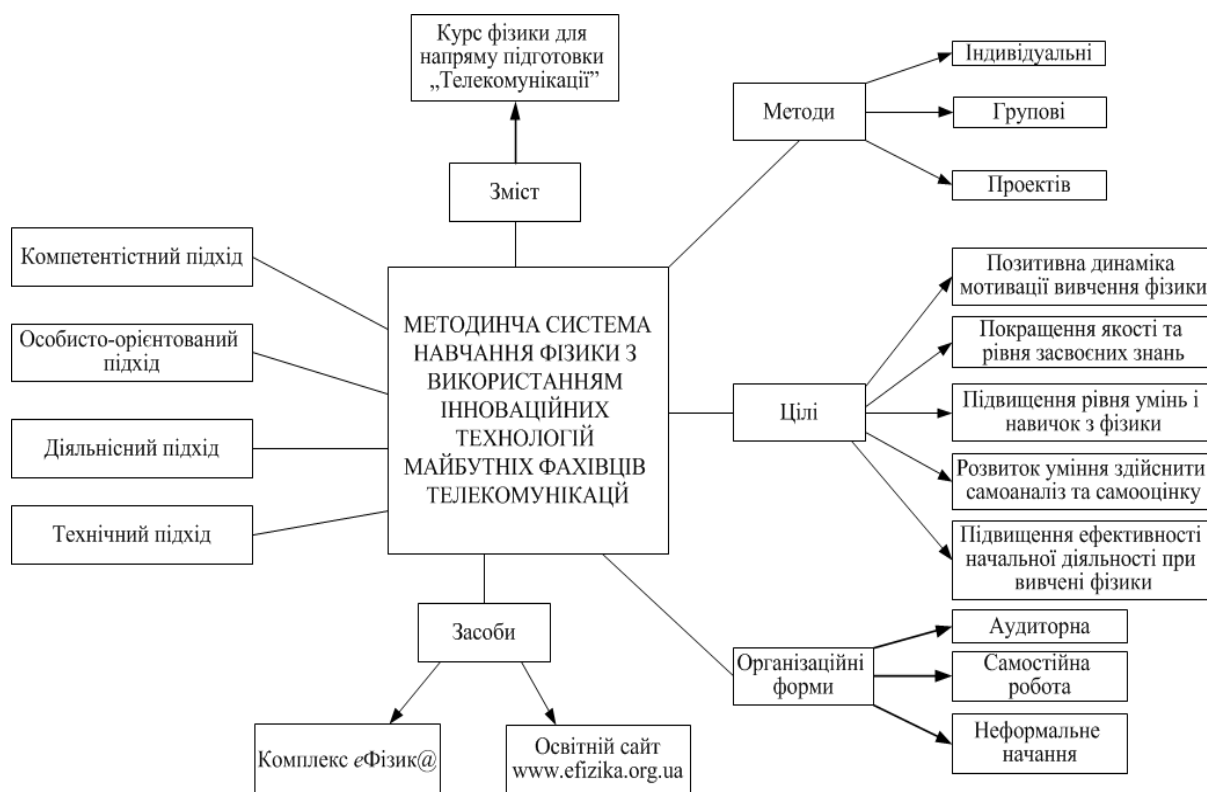 Курс фізики для
напряму підготовки
„Телекомунікації”
Зміст
Методи
Індивідуальні
Групові
Проектів
Компетентістний підхід
Особисто-орієнтований
підхід
Діяльнісний підхід
Технічний підхід
МЕТОДИНЧА СИСТЕМА
НАВЧАННЯ ФІЗИКИ З
ВИКОРИСТАННЯМ
ІННОВАЦІЙНИХ
ТЕХНОЛОГІЙ
МАЙБУТНІХ ФАХІВЦІВ
ТЕЛЕКОМУНІКАЦЙ
Цілі
Позитивна динаміка
мотивації вивчення фізики
Покращення якості та
рівня засвоєних знань
Підвищення рівня умінь і
навичок з фізики
Розвиток уміння здійснити
самоаналіз та самооцінку
Підвищення ефективності
начальної діяльності при
вивчені фізики
Засоби
Комплекс еФізик@
Освітній сайт
www.efizika.org.ua
Організаційні
форми
Аудиторна
Самостійна
робота
Неформальне
начання